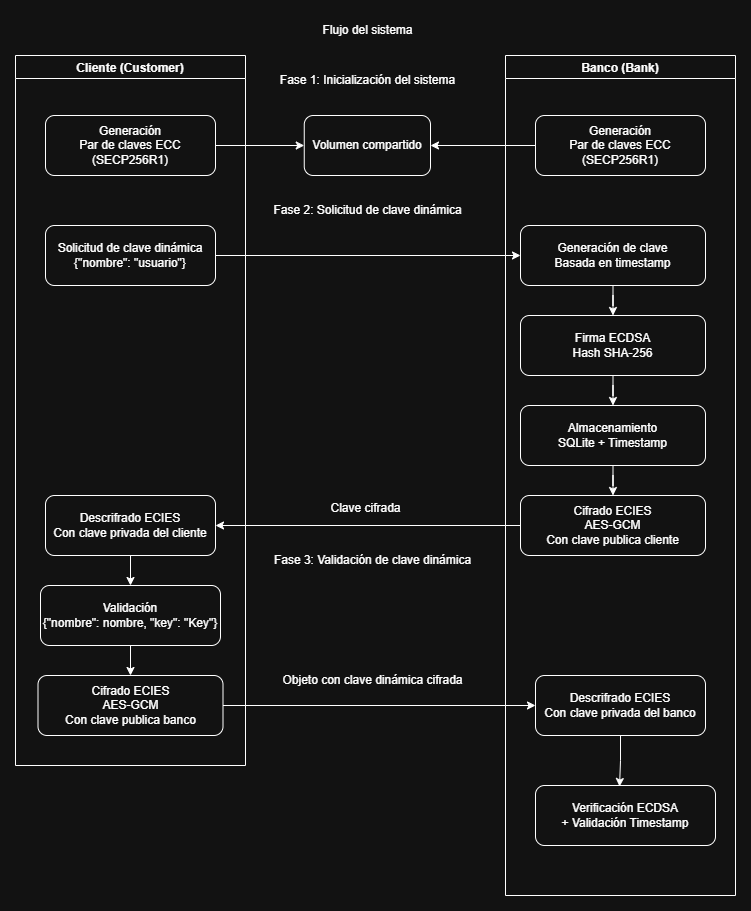 Flujo del sistema
Cliente (Customer)
Banco (Bank)
Fase 1: Inicialización del sistema
Generación
Par de claves ECC
(SECP256R1)
Volumen compartido
Generación
Par de claves ECC
(SECP256R1)
Fase 2: Solicitud de clave dinámica
Solicitud de clave dinámica
{"nombre": "usuario"}
Generación de clave
Basada en timestamp
Firma ECDSA
Hash SHA-256
Almacenamiento
SQLite + Timestamp
Clave cifrada
Descrifrado ECIES
Con clave privada del cliente
Cifrado ECIES
AES-GCM
Con clave publica cliente
Fase 3: Validación de clave dinámica
Validación
{"nombre": nombre, "key": "Key"}
Objeto con clave dinámica cifrada
Cifrado ECIES
AES-GCM
Con clave publica banco
Descrifrado ECIES
Con clave privada del banco
Verificación ECDSA
+ Validación Timestamp